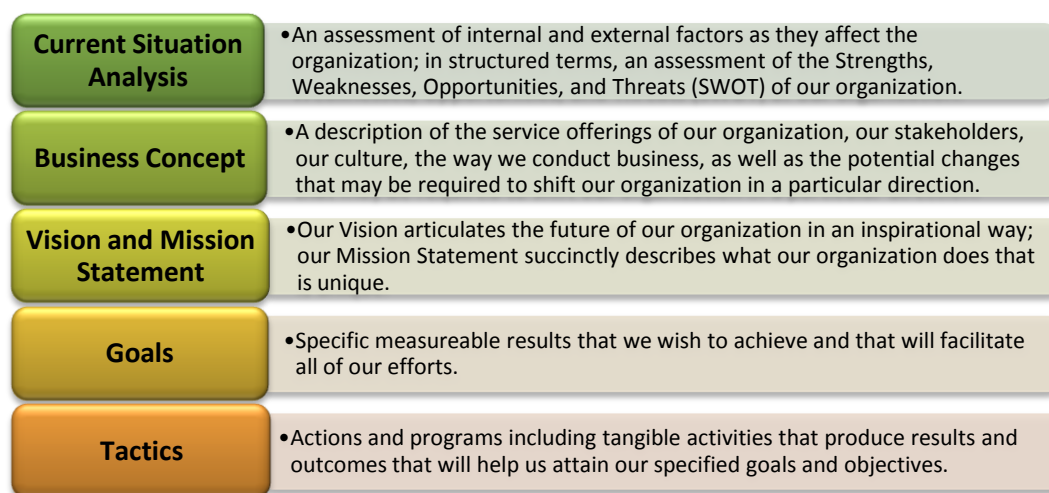 Current Situation
Analysis
•An assessment of internal and external factors as they affect the
organization; in structured terms, an assessment of the Strengths,
Weaknesses, Opportunities, and Threats (SWOT) of our organization.
Business Concept
•A description of the service offerings of our organization, our stakeholders,
our culture, the way we conduct business, as well as the potential changes
that may be required to shift our organization in a particular direction.
Vision and Mission
Statement
•Our Vision articulates the future of our organization in an inspirational way;
our Mission Statement succinctly describes what our organization does that
is unique.
Goals
•Specific measureable results that we wish to achieve and that will facilitate
all of our efforts.
Tactics
•Actions and programs including tangible activities that produce results and
outcomes that will help us attain our specified goals and objectives.